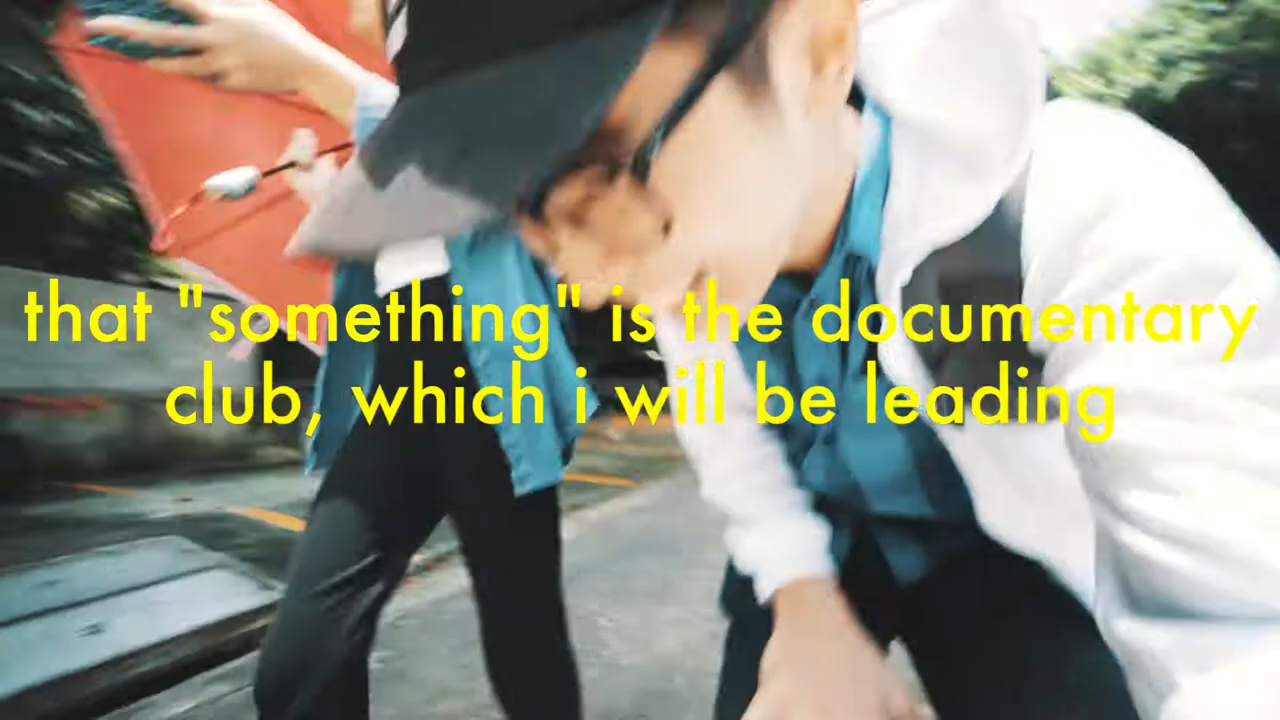 that "something" is the documentary
club, which i will be leading